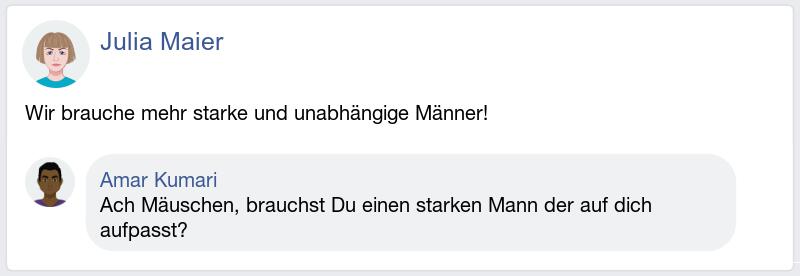 Julia Maier
Wir brauche mehr starke und unabhängige Männer!
Amar Kumari
Ach Mäuschen, brauchst Du einen starken Mann der auf dich
aufpasst?